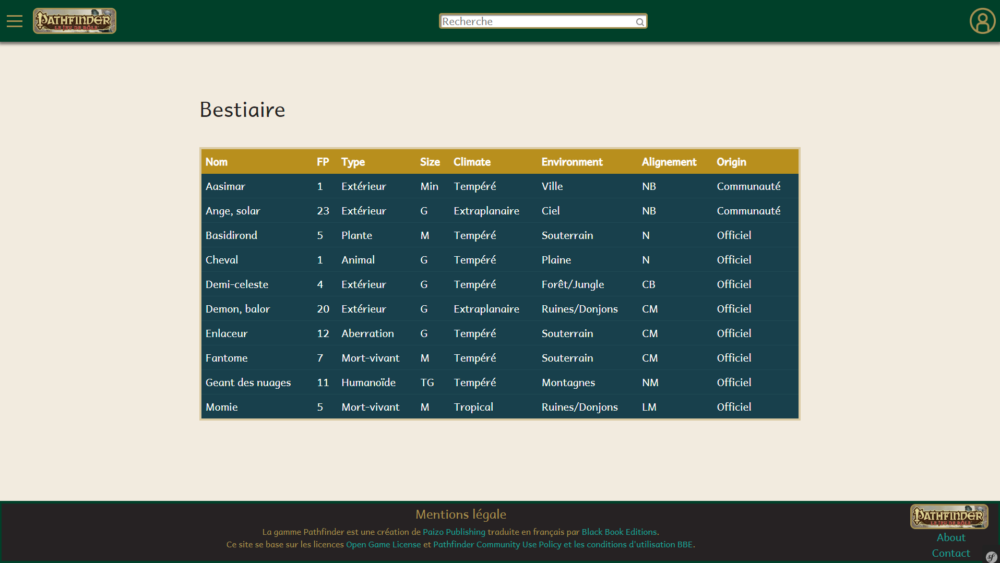 PATHFINDER
LE JEU DE RÔLE
Recherche
Bestiaire
Nom FP Type Size Climate Environment Alignement Origin
Aasimar 1 Extérieur Min Tempéré Ville NB Communauté
Ange, solar 23 Extérieur G Extraplanaire Ciel NB Communauté
Basidirond 5 Plante M Tempéré Souterrain N Officiel
Cheval 1 Animal G Tempéré Plaine N Officiel
Demi-celeste 4 Extérieur G Tempéré Forêt/Jungle CB Officiel
Demon, balor 20 Extérieur G Extraplanaire Ruines/Donjons CM Officiel
Enlaceur 12 Aberration G Tempéré Souterrain CM Officiel
Fantome 7 Mort-vivant M Tempéré Souterrain CM Officiel
Geant des nuages 11 Humanoïde TG Tempéré Montagnes NM Officiel
Momie 5 Mort-vivant M Tropical Ruines/Donjons LM Officiel
Mentions légale
La gamme Pathfinder est une création de Paizo Publishing traduite en français par Black Book Editions.
Ce site se base sur les licences Open Game License et Pathfinder Community Use Policy et les conditions d'utilisation BBE.
PATHFINDER
LE JEU DE RÔLE
About
Contact
sf